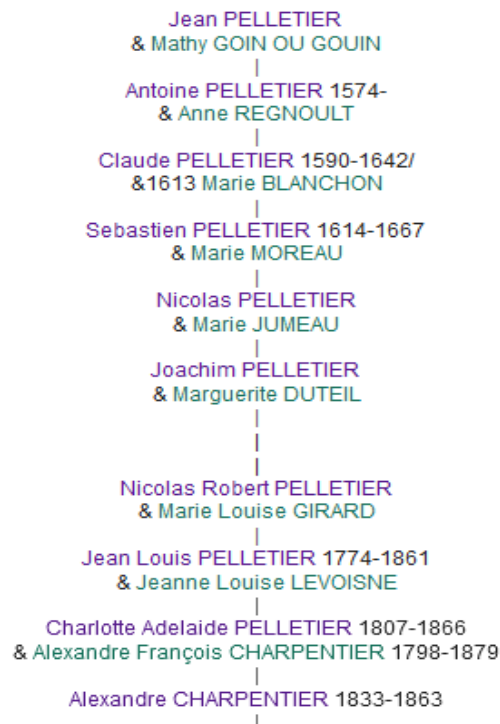 Jean PELLETIER
& Mathy GOIN OU GOUIN
|
Antoine PELLETIER 1574-
& Anne REGNOULT
|
Claude PELLETIER 1590-1642/
&1613 Marie BLANCHON
|
Sebastien PELLETIER 1614-1667
& Marie MOREAU
|
Nicolas PELLETIER
& Marie JUMEAU
|
Joachim PELLETIER
& Marguerite DUTEIL
|
|
|
Nicolas Robert PELLETIER
& Marie Louise GIRARD
|
Jean Louis PELLETIER 1774-1861
& Jeanne Louise LEVOISNE
|
Charlotte Adelaide PELLETIER 1807-1866
& Alexandre François CHARPENTIER 1798-1879
|
Alexandre CHARPENTIER 1833-1863
|